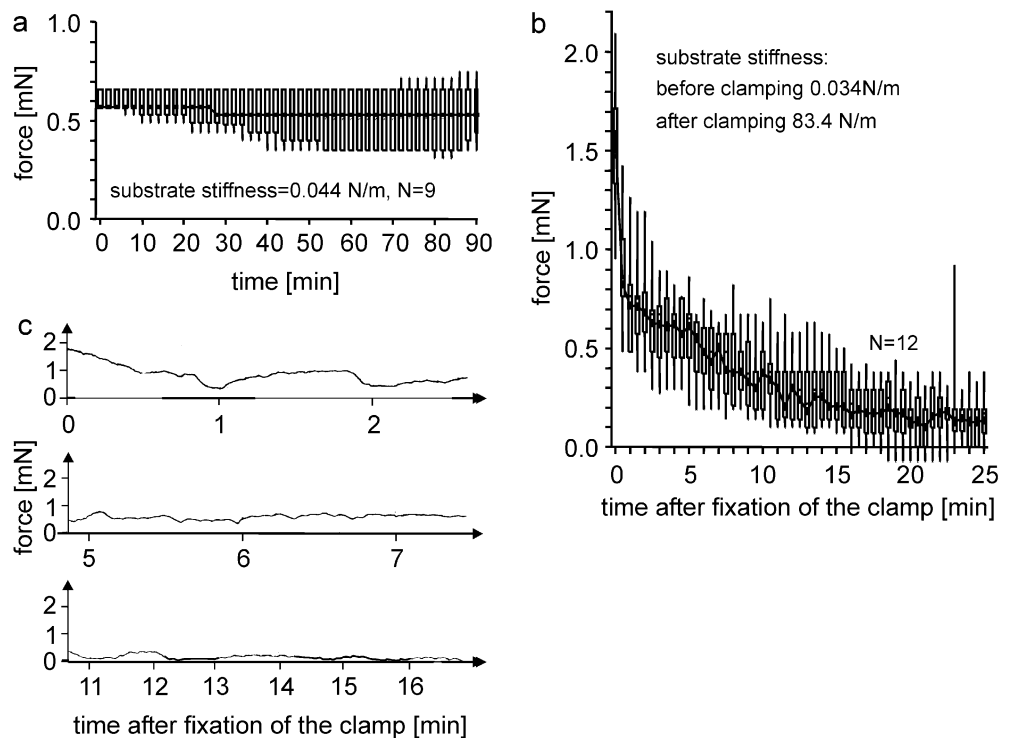 a
1.0
0.5
0.0
force [mN]
substrate stiffness=0.044 N/m, N=9
0 10 20 30 40 50 60 70 80 90
time [min]
b
2.0
1.5
1.0
0.5
0.0
force [mN]
substrate stiffness:
before clamping 0.034N/m
after clamping 83.4 N/m
N=12
0 5 10 15 20 25
time after fixation of the clamp [min]
c
2
1
0
0 1 2
force [mN]
2
1
0
5 6 7
2
1
0
11 12 13 14 15 16
time after fixation of the clamp [min]